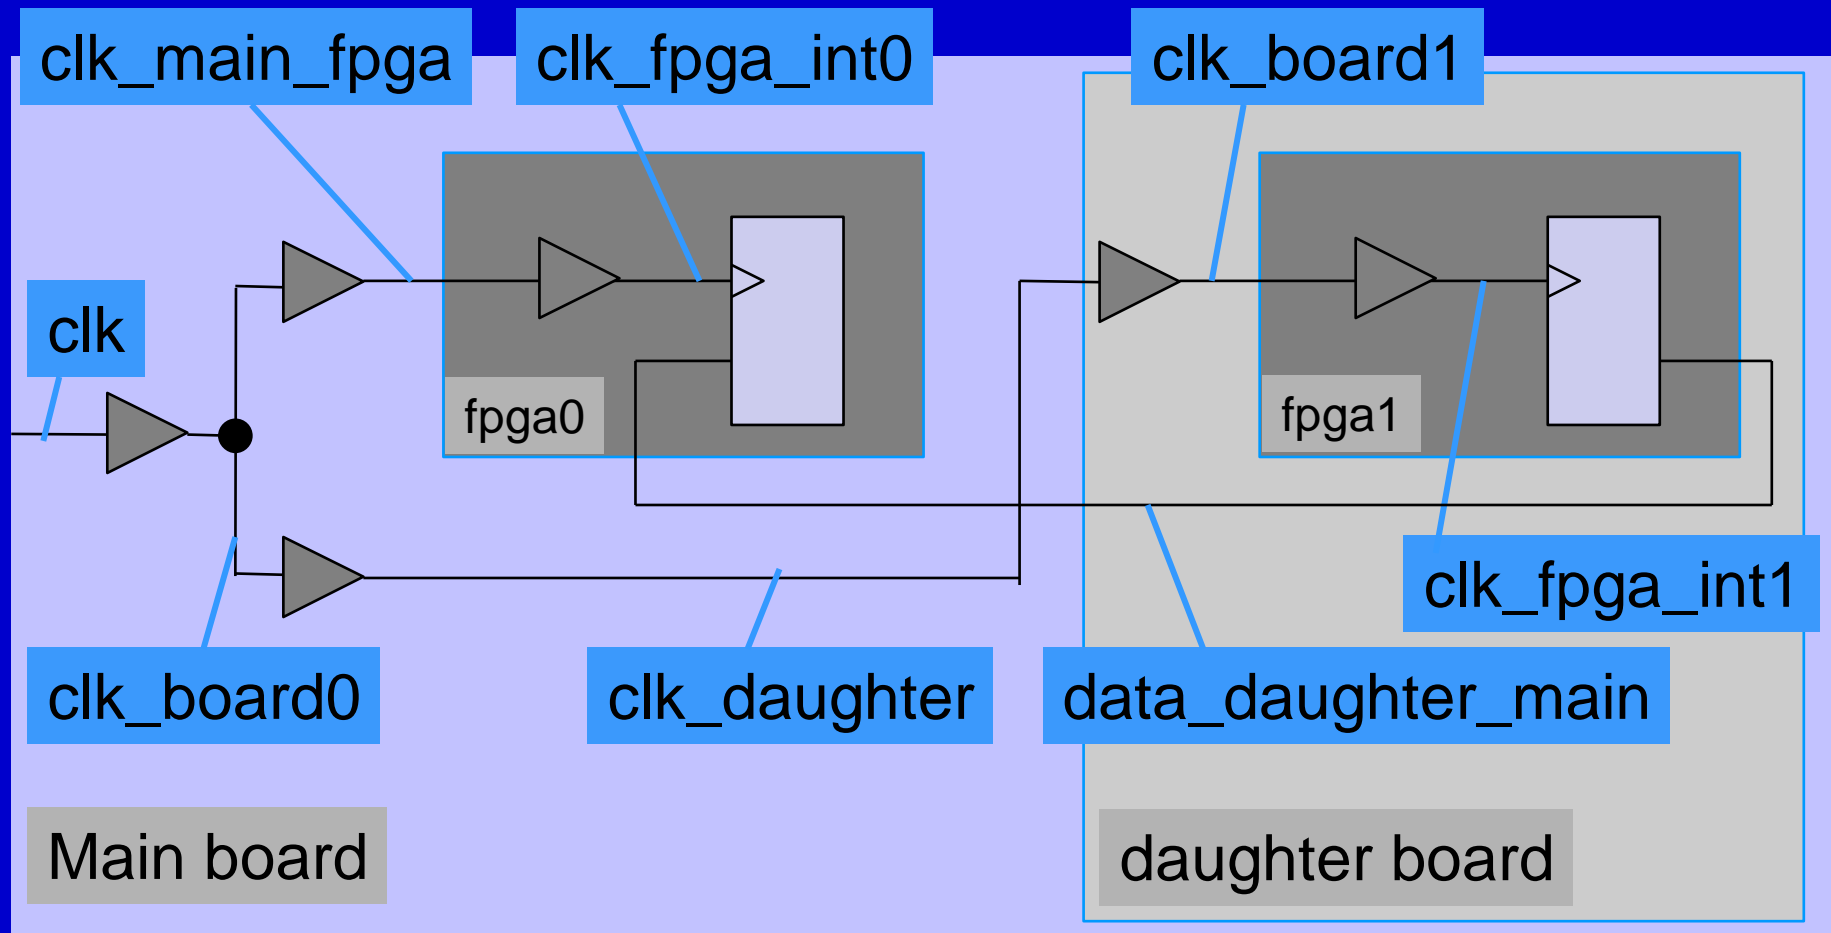 clk_main_fpga
clk_fpga_int0
clk_board1
clk
fpga0
fpga1
clk_fpga_int1
clk_board0
clk_daughter
data_daughter_main
Main board
daughter board